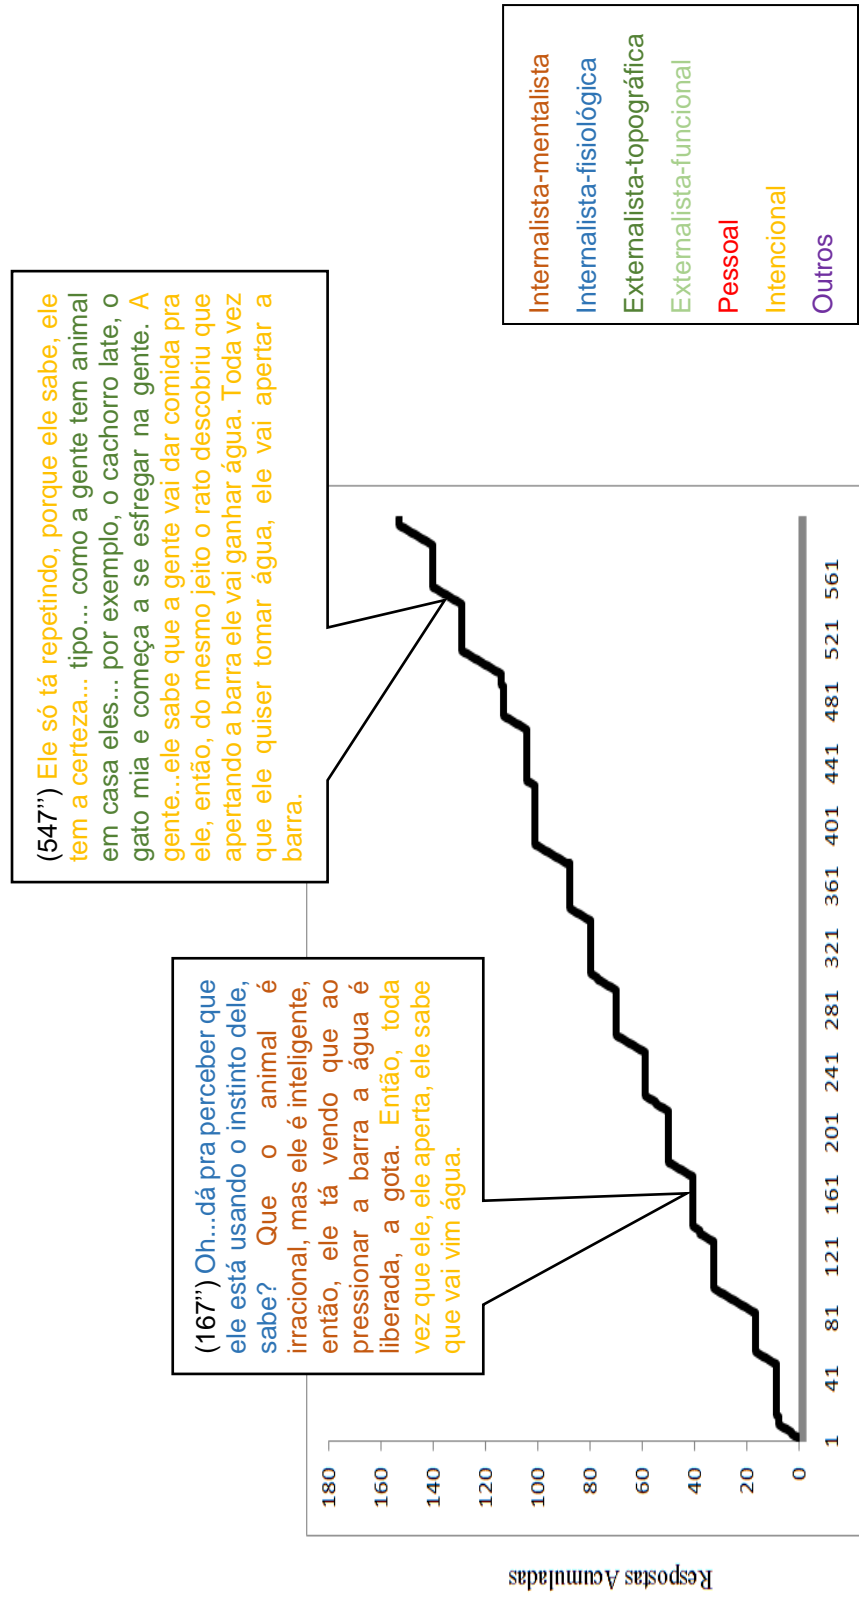 (547”) Ele só tá repetindo, porque ele sabe, ele
tem a certeza... tipo... como a gente tem animal
em casa eles... por exemplo, o cachorro late, o
gato mia e começa a se esfregar na gente. A
gente...ele sabe que a gente vai dar comida pra
ele, então, do mesmo jeito o rato descobriu que
apertando a barra ele vai ganhar água. Toda vez
que ele quiser tomar água, ele vai apertar a
barra.
(167”) Oh...dá pra perceber que
ele está usando o instinto dele,
sabe? Que o animal é
irracional, mas ele é inteligente,
então, ele tá vendo que ao
pressionar a barra a água é
liberada, a gota. Então, toda
vez que ele, ele aperta, ele sabe
que vai vim água.
Internalista-mentalista
Internalista-fisiológica
Externalista-topográfica
Externalista-funcional
Pessoal
Intencional
Outros
Respostas Acumuladas
180
160
140
120
100
80
60
40
20
0
1 41 81 121 161 201 241 281 321 361 401 441 481 521 561